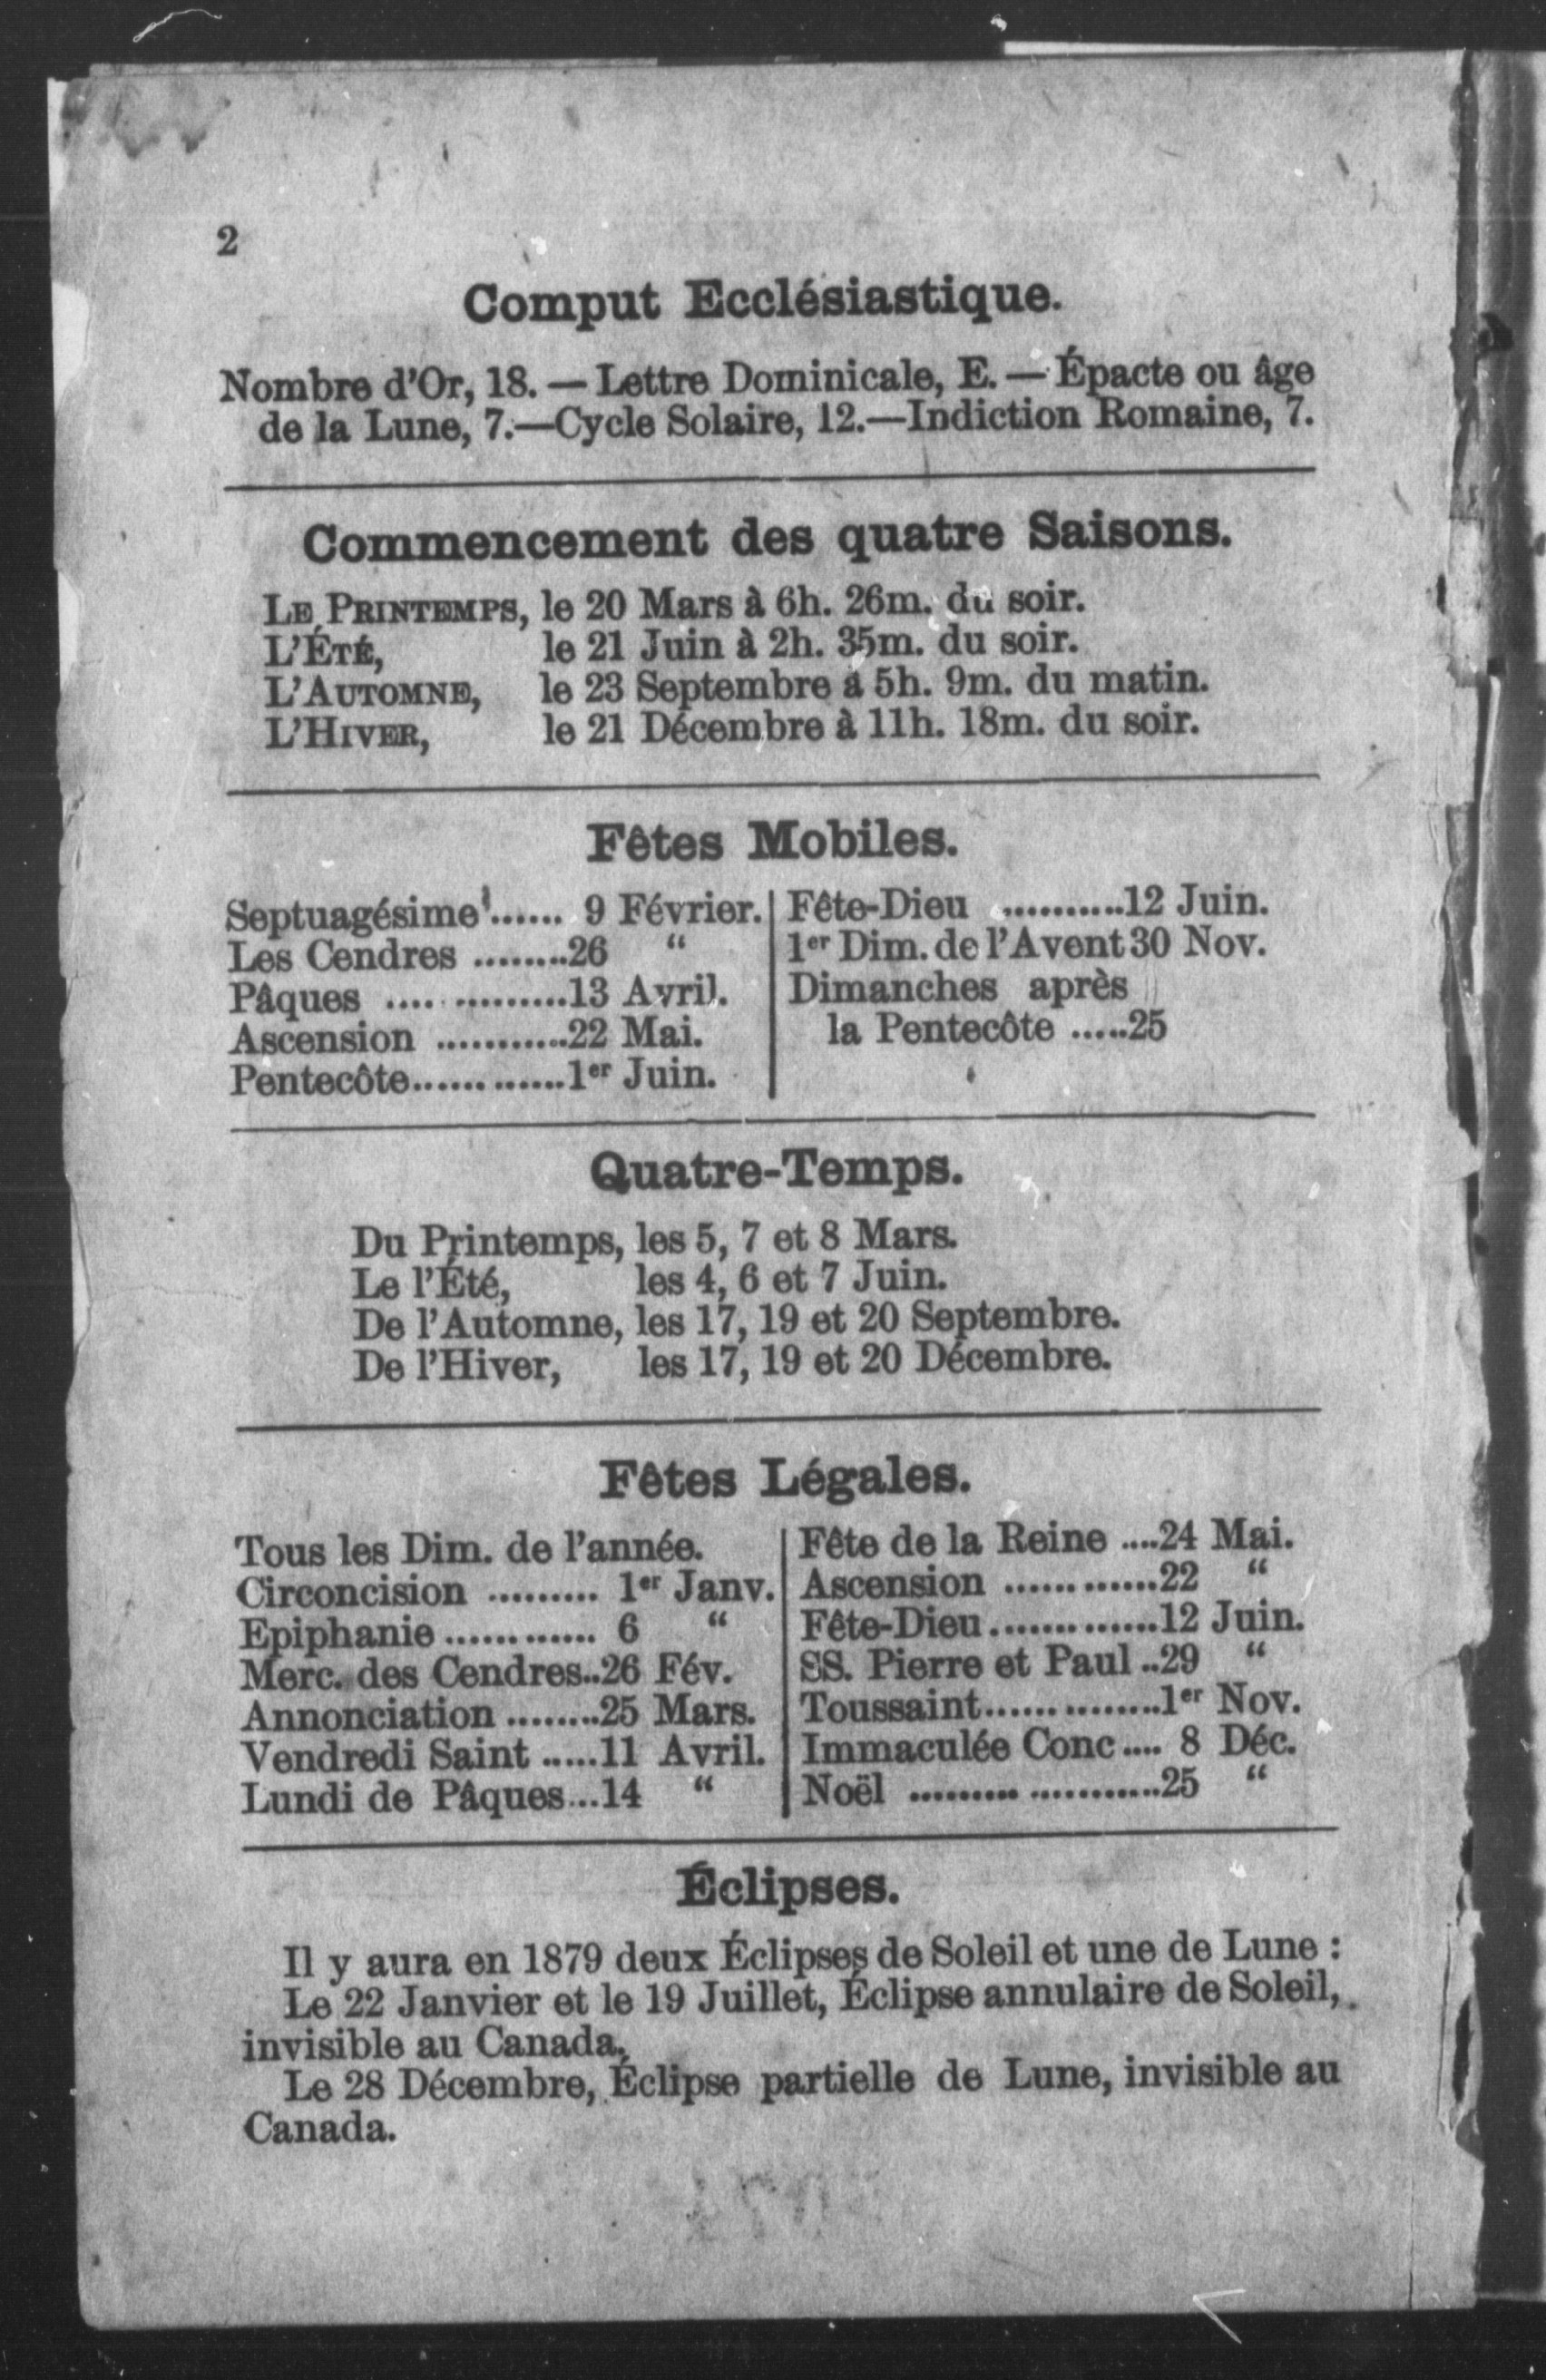 2
Comput Ecclésiastique.
Nombre d'Or, 18. — Lettre Dominicale, E. — Épacte ou âge
de la Lune, 7.—Cycle Solaire, 12.—Indiction Romaine, 7.
Commencement des quatre Saisons.
LE PRINTEMPS, le 20 Mars à 6h. 26m. du soir.
L'ÉTÉ, le 21 Juin à 2h. 35m. du soir.
L'AUTOMNE, le 23 Septembre à 5h. 9m. du matin.
L'HIVER, le 21 Décembre à 11h. 18m. du soir.
Fêtes Mobiles.
Septuagésime...... 9 Février.
Les Cendres ........26 "
Pâques .... ..........13 Avril.
Ascension ...........22 Mai.
Pentecôte.............1er Juin.
Fête-Dieu ...........12 Juin.
1er Dim. de l'Avent 30 Nov.
Dimanches après
la Pentecôte .....25
Quatre-Temps.
Du Printemps, les 5, 7 et 8 Mars.
Le l'Été, les 4, 6 et 7 Juin.
De l'Automne, les 17, 19 et 20 Septembre.
De l'Hiver, les 17, 19 et 20 Décembre.
Fêtes Légales.
Tous les Dim. de l'année.
Circoncision .......... 1er Janv.
Epiphanie ............. 6 "
Merc. des Cendres..26 Fév.
Annonciation ........25 Mars.
Vendredi Saint .....11 Avril.
Lundi de Pâques...14 "
Fête de la Reine ....24 Mai.
Ascension .............22 "
Fête-Dieu..............12 Juin.
SS. Pierre et Paul ..29 "
Toussaint...............1er Nov.
Immaculée Conc .... 8 Déc.
Noël .......... ............25 "
Éclipses.
Il y aura en 1879 deux Éclipses de Soleil et une de Lune :
Le 22 Janvier et le 19 Juillet, Éclipse annulaire de Soleil,
invisible au Canada.
Le 28 Décembre, Éclipse partielle de Lune, invisible au
Canada.